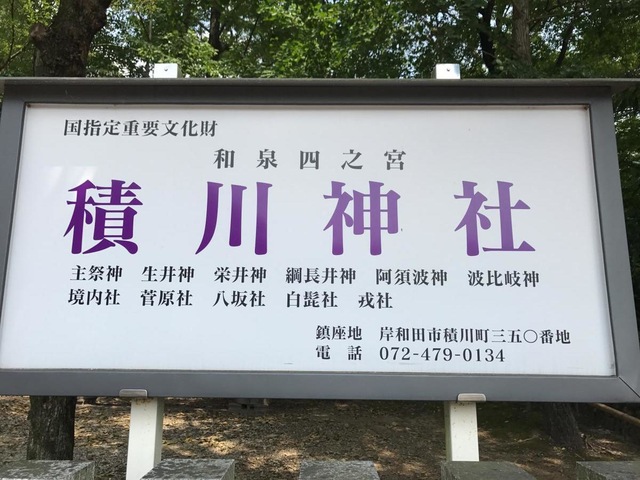 国指定重要文化財
和泉四之宮
積川神社
主祭神 生井神 栄井神 綱長井神 阿須波神 波比岐神
境内社 菅原社 八坂社 白髭社 戎社
鎮座地 岸和田市積川町三五〇番地
電話 072-479-0134